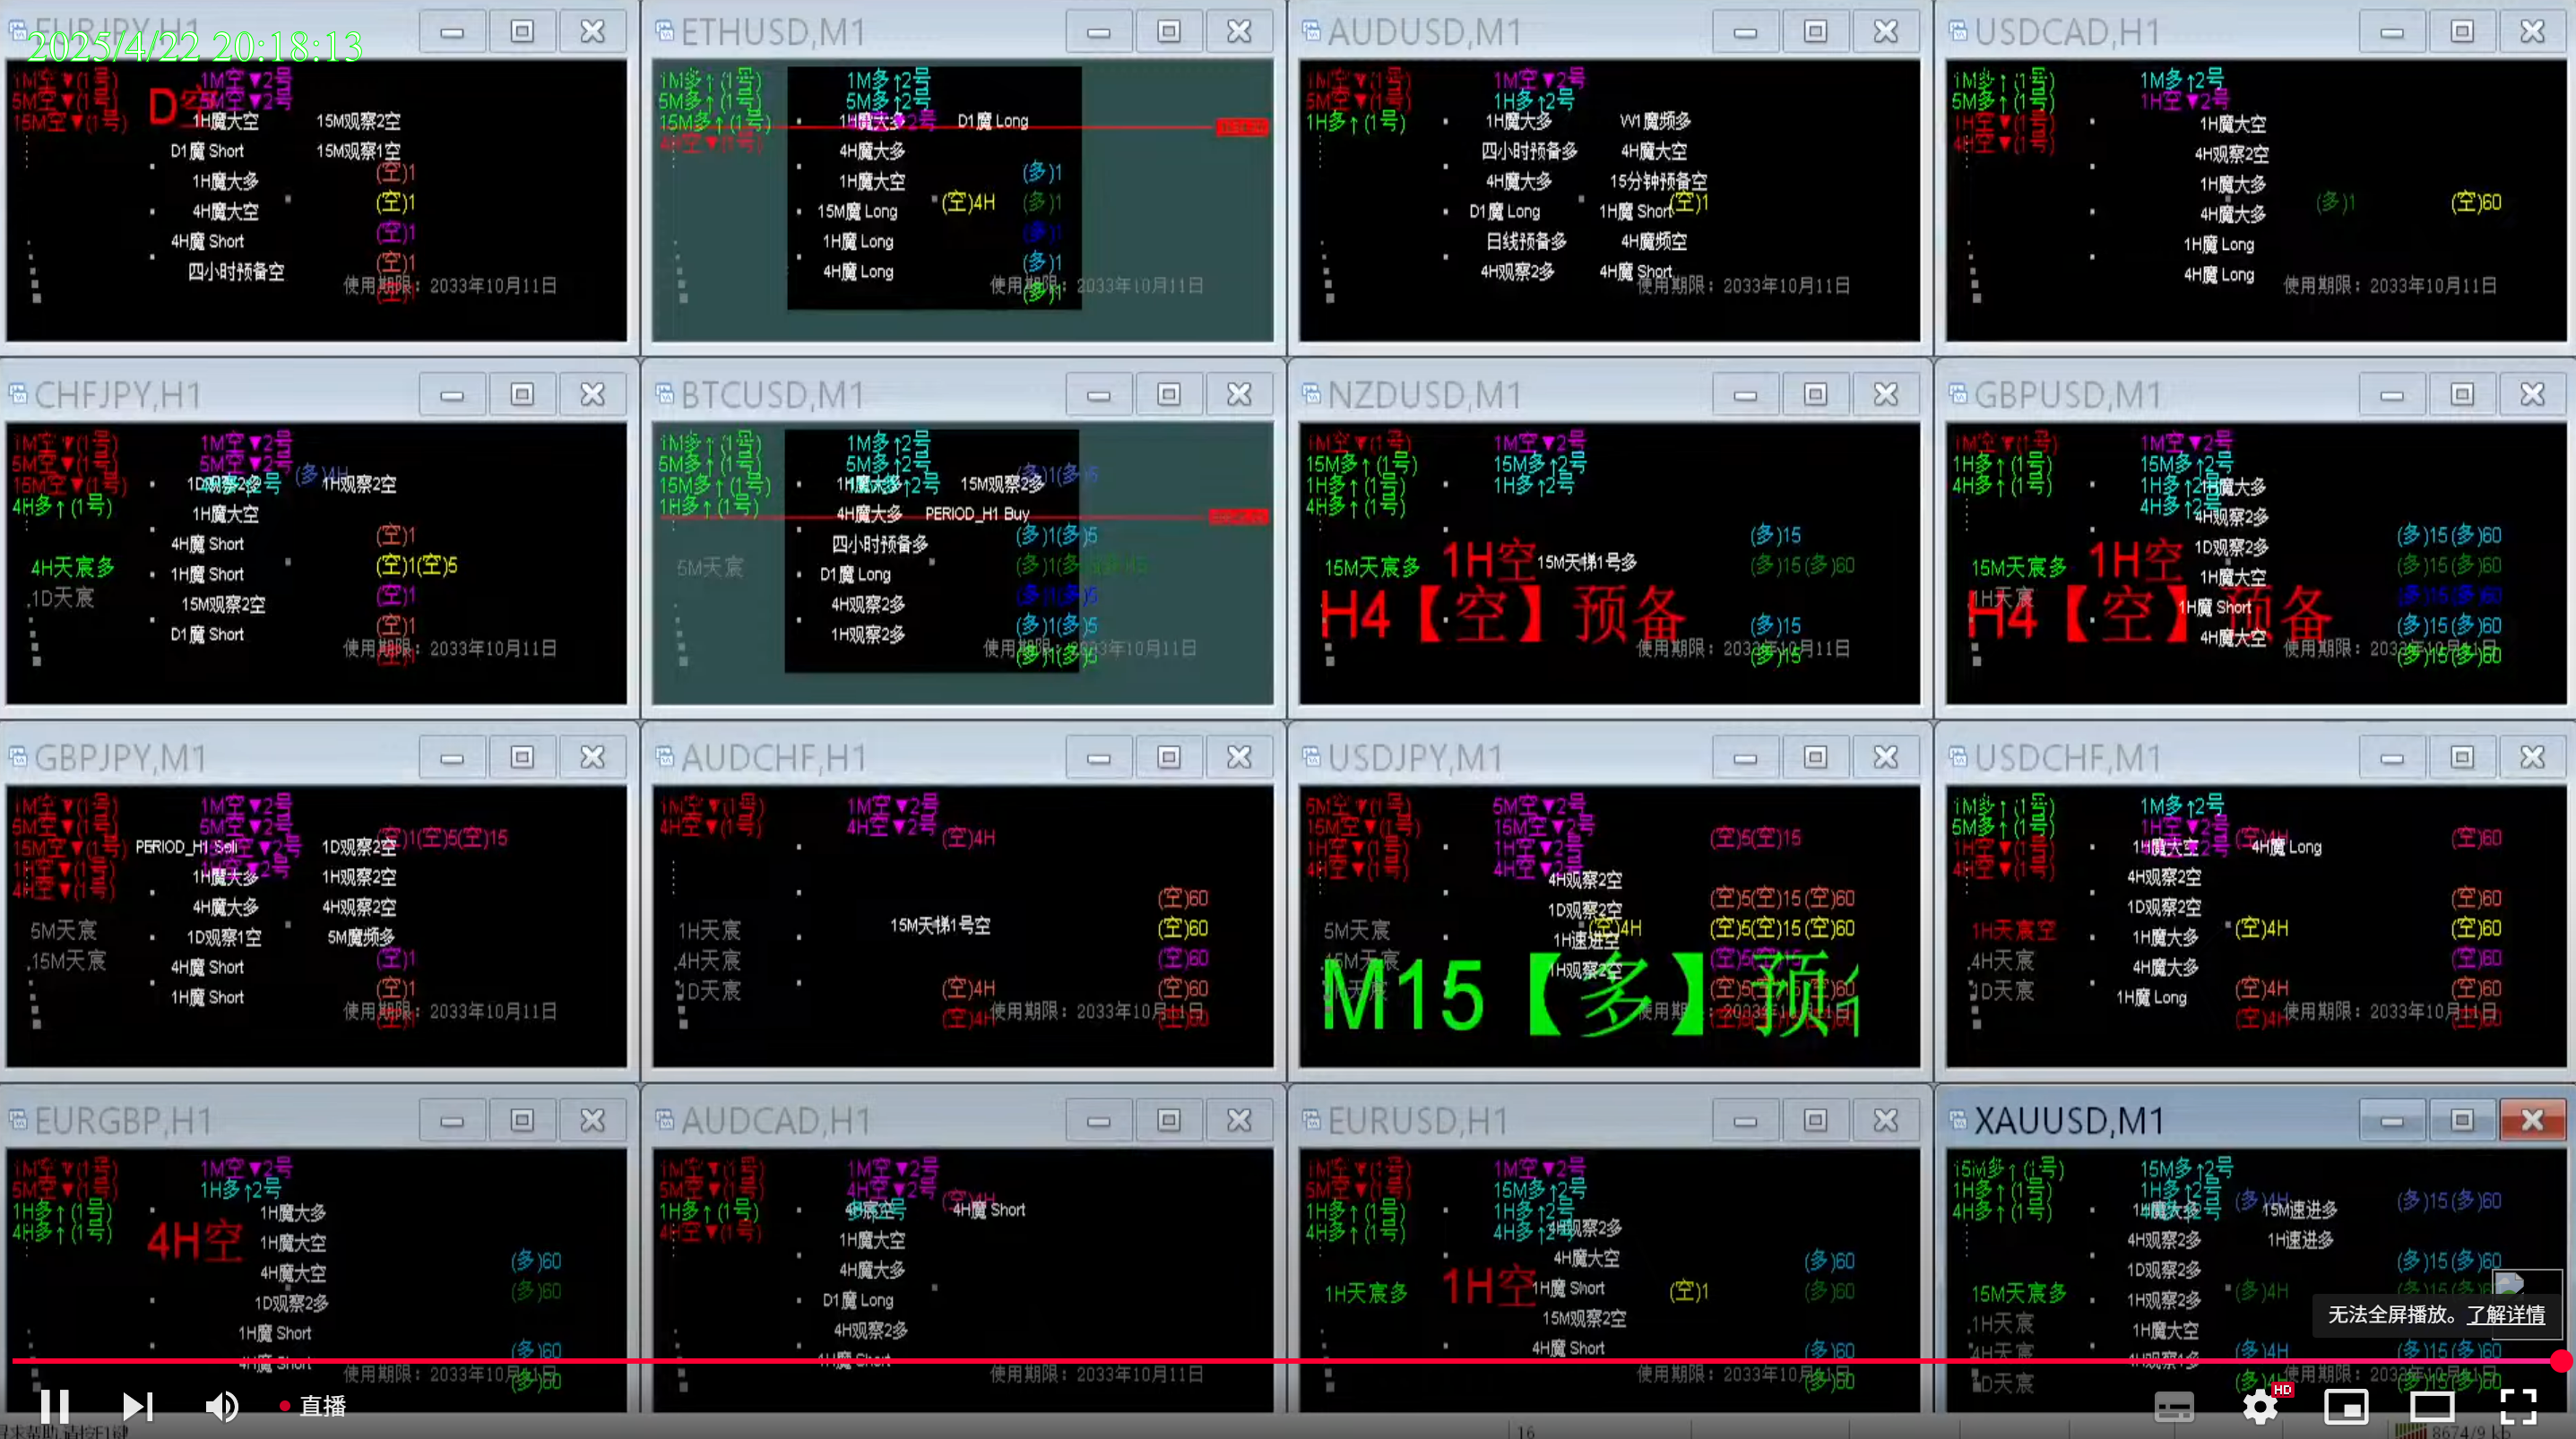 EURJPY,H1
2025/4/22 20:18:13
1M空▼(1号) 1M空▼2号
5M空▼(1号) 5M空▼2号
15M空▼(1号)
D空
1H魔大空 15M观察2空
D1魔 Short 15M观察1空
(空)1
1H魔大多
4H魔大空 (空)1
4H魔 Short (空)1
四小时预备空 (空)1
使用期限：2033年10月11日
ETHUSD,M1
1M多↑(1号) 1M多↑2号
5M多↑(1号) 5M多↑2号
15M多↑(1号) 1H魔大多 D1魔 Long
4H空▼(1号) 4H魔大多
1H魔大空 (多)1
15M魔 Long (空)4H (多)1
1H魔 Long (多)1
4H魔 Long (多)1
使用期限：2033年10月11日
(多)1
AUDUSD,M1
1M空▼(1号) 1M空▼2号
5M空▼(1号) 1H多↑2号
1H多↑(1号) 1H魔大多 W1魔频多
四小时预备多 4H魔大空
4H魔大多 15分钟预备空
D1魔 Long 1H魔 Short (空)1
日线预备多 4H魔频空
4H观察2多 4H魔 Short
使用期限：2033年10月11日
USDCAD,H1
1M多↑(1号) 1M多↑2号
5M多↑(1号) 1H空▼2号
1H空▼(1号) 1H魔大空
4H空▼(1号) 4H观察2空
1H魔大多
4H魔大多 (多)1 (空)60
1H魔 Long
4H魔 Long
使用期限：2033年10月11日
CHFJPY,H1
1M空▼(1号) 1M空▼2号
5M空▼(1号) 5M空▼2号
15M空▼(1号) 1D观察2多 (多)4H 1H观察2空
4H多↑(1号) 1H魔大空
4H魔 Short (空)1
4H天宸多 1H魔 Short (空)1(空)5
1D天宸 15M观察2空 (空)1
D1魔 Short (空)1
使用期限：2033年10月11日
BTCUSD,M1
1M多↑(1号) 1M多↑2号
5M多↑(1号) 5M多↑2号
15M多↑(1号) 1H魔大多 15M观察2多 (多)1(多)5
1H多↑(1号) 4H魔大多 PERIOD_H1 Buy
四小时预备多 (多)1(多)5
5M天宸 D1魔 Long
4H观察2多 (多)1(多)5
1H观察2多 (多)1(多)5
使用期限：2033年10月11日
(多)1(多)5
NZDUSD,M1
1M空▼(1号) 1M空▼2号
15M多↑(1号) 15M多↑2号
1H多↑(1号) 1H多↑2号
4H多↑(1号)
(多)15
15M天宸多 1H空 15M天梯1号多 (多)15(多)60
H4【空】预备
(多)15
使用期限：2033年10月11日
(多)15
GBPUSD,M1
1M空▼(1号) 1M空▼2号
1H多↑(1号) 15M多↑2号
4H多↑(1号) 1H多↑2号 1H魔大多
4H多↑2号 4H观察2多
1D观察2多 (多)15(多)60
15M天宸多 1H空 1H魔大空 (多)15(多)60
1H天宸 1H魔 Short (多)15(多)60
H4【空】预备
4H魔大空 (多)15(多)60
使用期限：2033年10月11日
(多)15(多)60
GBPJPY,M1
1M空▼(1号) 1M空▼2号
5M空▼(1号) 5M空▼2号
15M空▼(1号) PERIOD_H1 Sell 1D观察2空 (空)1(空)5(空)15
1H空▼(1号) 1H空▼2号
4H空▼(1号) 1H魔大多 1H观察2空
4H魔大多 4H观察2空
5M天宸 1D观察1空 5M魔频多
15M天宸 4H魔 Short (空)1
1H魔 Short (空)1
使用期限：2033年10月11日
AUDCHF,H1
1M空▼(1号) 1M空▼2号
4H空▼(1号) 4H空▼2号
(空)4H
(空)60
1H天宸 15M天梯1号空 (空)60
4H天宸 (空)60
1D天宸 (空)4H (空)60
(空)4H 使用期限：2033年10月11日
USDJPY,M1
5M空▼(1号) 5M空▼2号
15M空▼(1号) 15M空▼2号
1H空▼(1号) 1H空▼2号 (空)5(空)15
4H空▼(1号) 4H空▼2号
4H观察2空
1D观察2空 (空)5(空)15(空)60
5M天宸 1H速进空 (空)4H (空)5(空)15(空)60
15M天宸 1H观察2空
M15【多】预
USDCHF,M1
1M多↑(1号) 1M多↑2号
5M多↑(1号) 1H空▼2号
1H空▼(1号) 1H魔大空 (空)4H 4H魔 Long (空)60
4H空▼(1号) 4H观察2空
1D观察2空 (空)60
1H天宸空 1H魔大多 (空)4H (空)60
4H天宸 4H魔大多 (空)60
1D天宸 1H魔 Long (空)4H (空)60
(空)4H 使用期限：2033年10月11日
EURGBP,H1
1M空▼(1号) 1M空▼2号
5M空▼(1号) 1H多↑2号
1H多↑(1号) 1H魔大多
4H多↑(1号) 4H空 1H魔大空
4H魔大空 (多)60
1D观察2多 (多)60
1H魔 Short
4H魔 Short (多)60
使用期限：2033年10月11日
(多)60
AUDCAD,H1
1M空▼(1号) 1M空▼2号
5M空▼(1号) 4H空▼2号
1H多↑(1号) (空)4H 4H魔 Short
4H空▼(1号) 1H魔大空
4H魔大多
D1魔 Long
4H观察2多
使用期限：2033年10月11日
EURUSD,H1
1M空▼(1号) 1M空▼2号
5M空▼(1号) 15M多↑2号
1H多↑(1号) 1H多↑2号
4H多↑(1号) 4H多↑2号 4H观察2多
4H魔大空 (多)60
1H天宸多 1H空 1H魔 Short (空)1 (多)60
15M观察2空
4H魔 Short (多)60
使用期限：2033年10月11日
(多)60
XAUUSD,M1
15M多↑(1号) 15M多↑2号
1H多↑(1号) 1H多↑2号
4H多↑(1号) 1H魔大多 (多)4H 15M速进多 (多)15(多)60
4H观察2多 1H速进多
1D观察2多 (多)15(多)60
15M天宸多 1H观察2多 (多)4H
1H天宸 1H魔大空
4H天宸 (多)4H (多)15(多)60
1D天宸 使用期限：2033年10月11日
无法全屏播放。了解详情
直播
HD
16
8674/9 kb